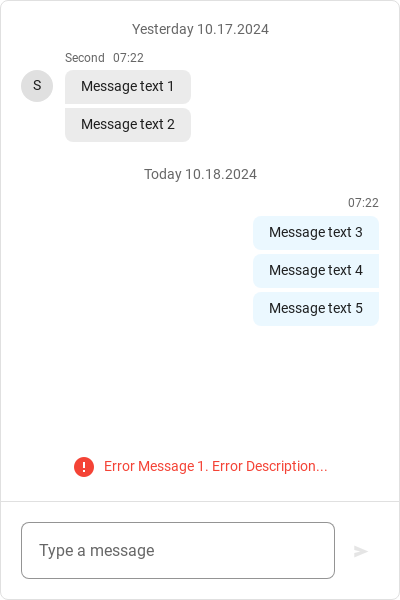 Yesterday 10.17.2024
Second 07:22
S
Message text 1
Message text 2
Today 10.18.2024
07:22
Message text 3
Message text 4
Message text 5
Error Message 1. Error Description...
Type a message